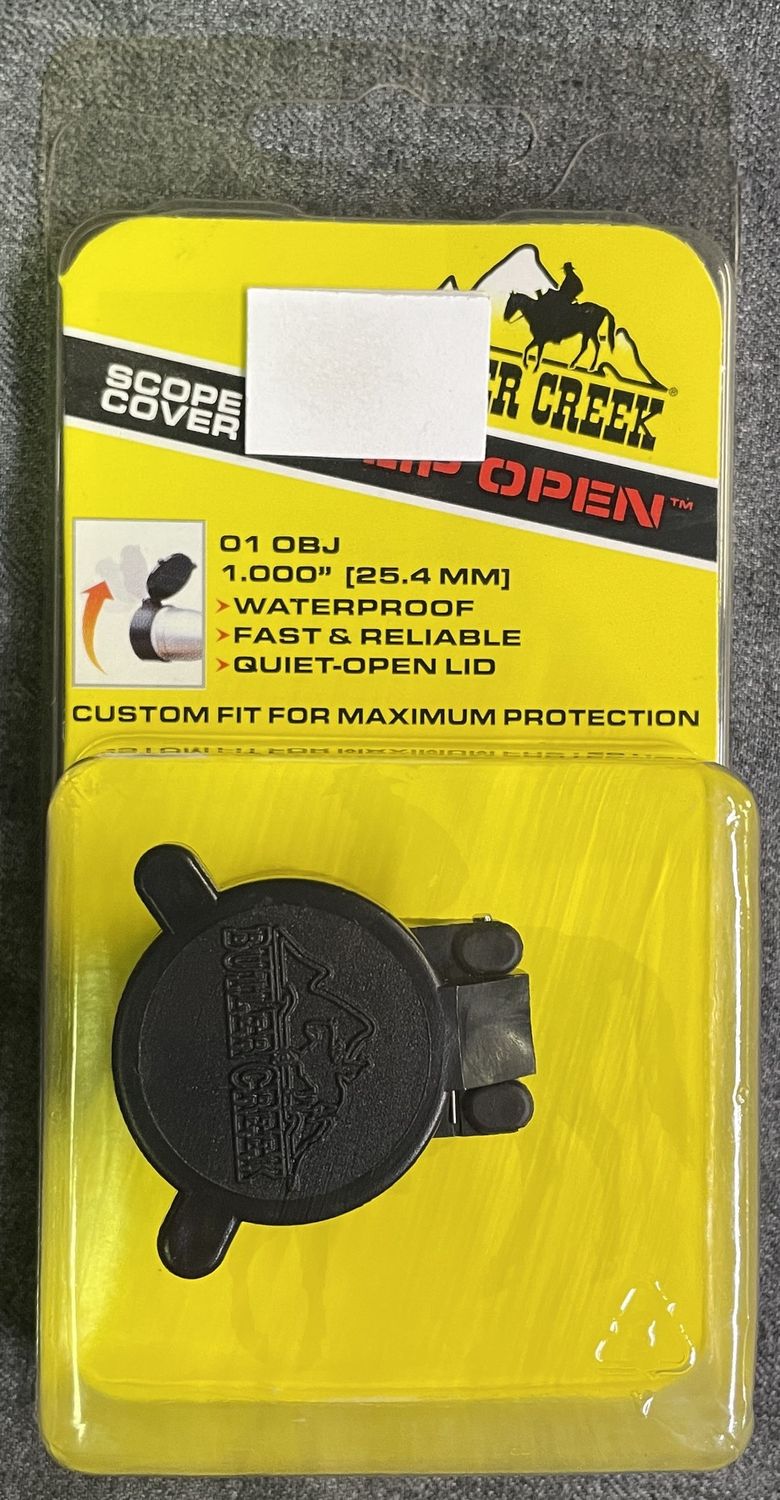 ER CREEK®
SCOPE
COVER
LIP OPEN™
01 OBJ
1.000” [25.4 MM]
WATERPROOF
FAST & RELIABLE
QUIET-OPEN LID
CUSTOM FIT FOR MAXIMUM PROTECTION
BUTLER CREEK